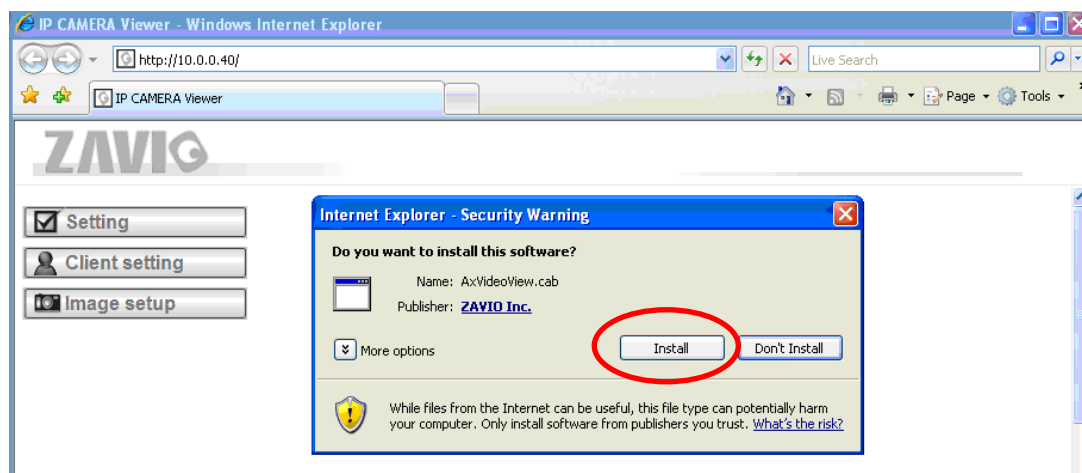 IP CAMERA Viewer - Windows Internet Explorer
http://10.0.0.40/
Live Search
IP CAMERA Viewer
Page
Tools
ZAVIO
Setting
Client setting
Image setup
Internet Explorer - Security Warning
Do you want to install this software?
Name: AxVideoView.cab
Publisher: ZAVIO Inc.
More options
Install
Don't Install
While files from the Internet can be useful, this file type can potentially harm
your computer. Only install software from publishers you trust. What's the risk?